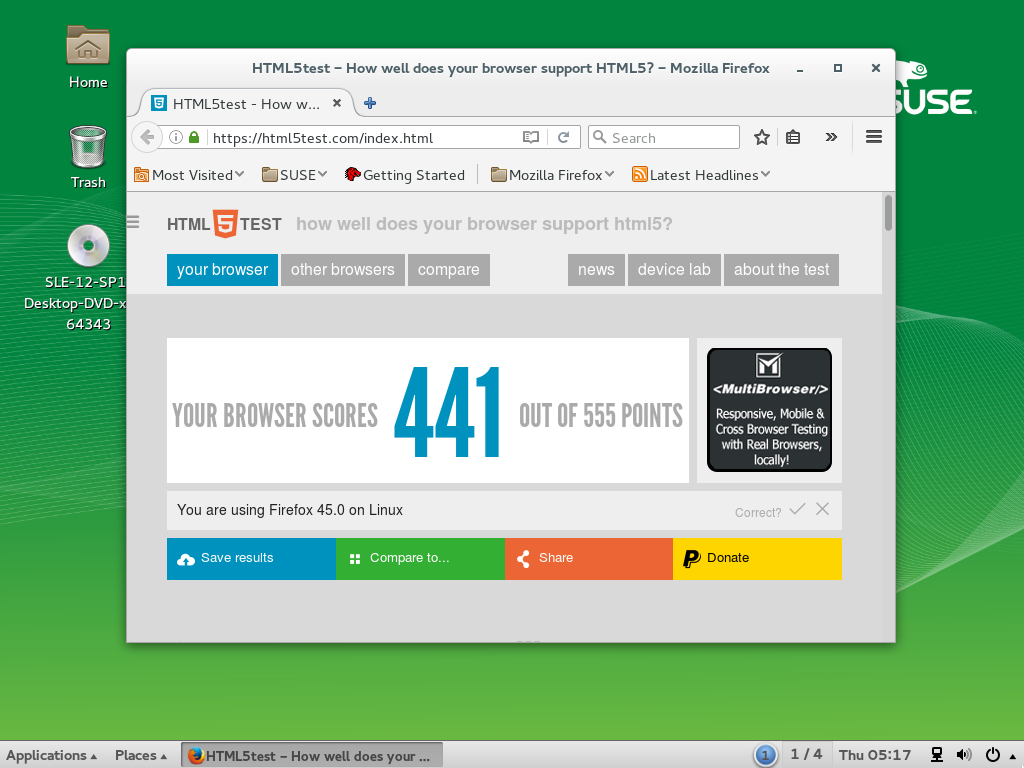 Home
Trash
SLE-12-SP1
Desktop-DVD-x
64343
SUSE
HTML5test – How well does your browser support HTML5? – Mozilla Firefox
HTML5test - How w...
https://html5test.com/index.html
Search
Most Visited SUSE Getting Started Mozilla Firefox Latest Headlines
HTML 5 TEST how well does your browser support html5?
your browser other browsers compare news device lab about the test
YOUR BROWSER SCORES 441 OUT OF 555 POINTS
<MultiBrowser/>
Responsive, Mobile &
Cross Browser Testing
with Real Browsers,
locally!
You are using Firefox 45.0 on Linux Correct?
Save results Compare to... Share Donate
Applications Places HTML5test – How well does your ... 1 1 / 4 Thu 05:17